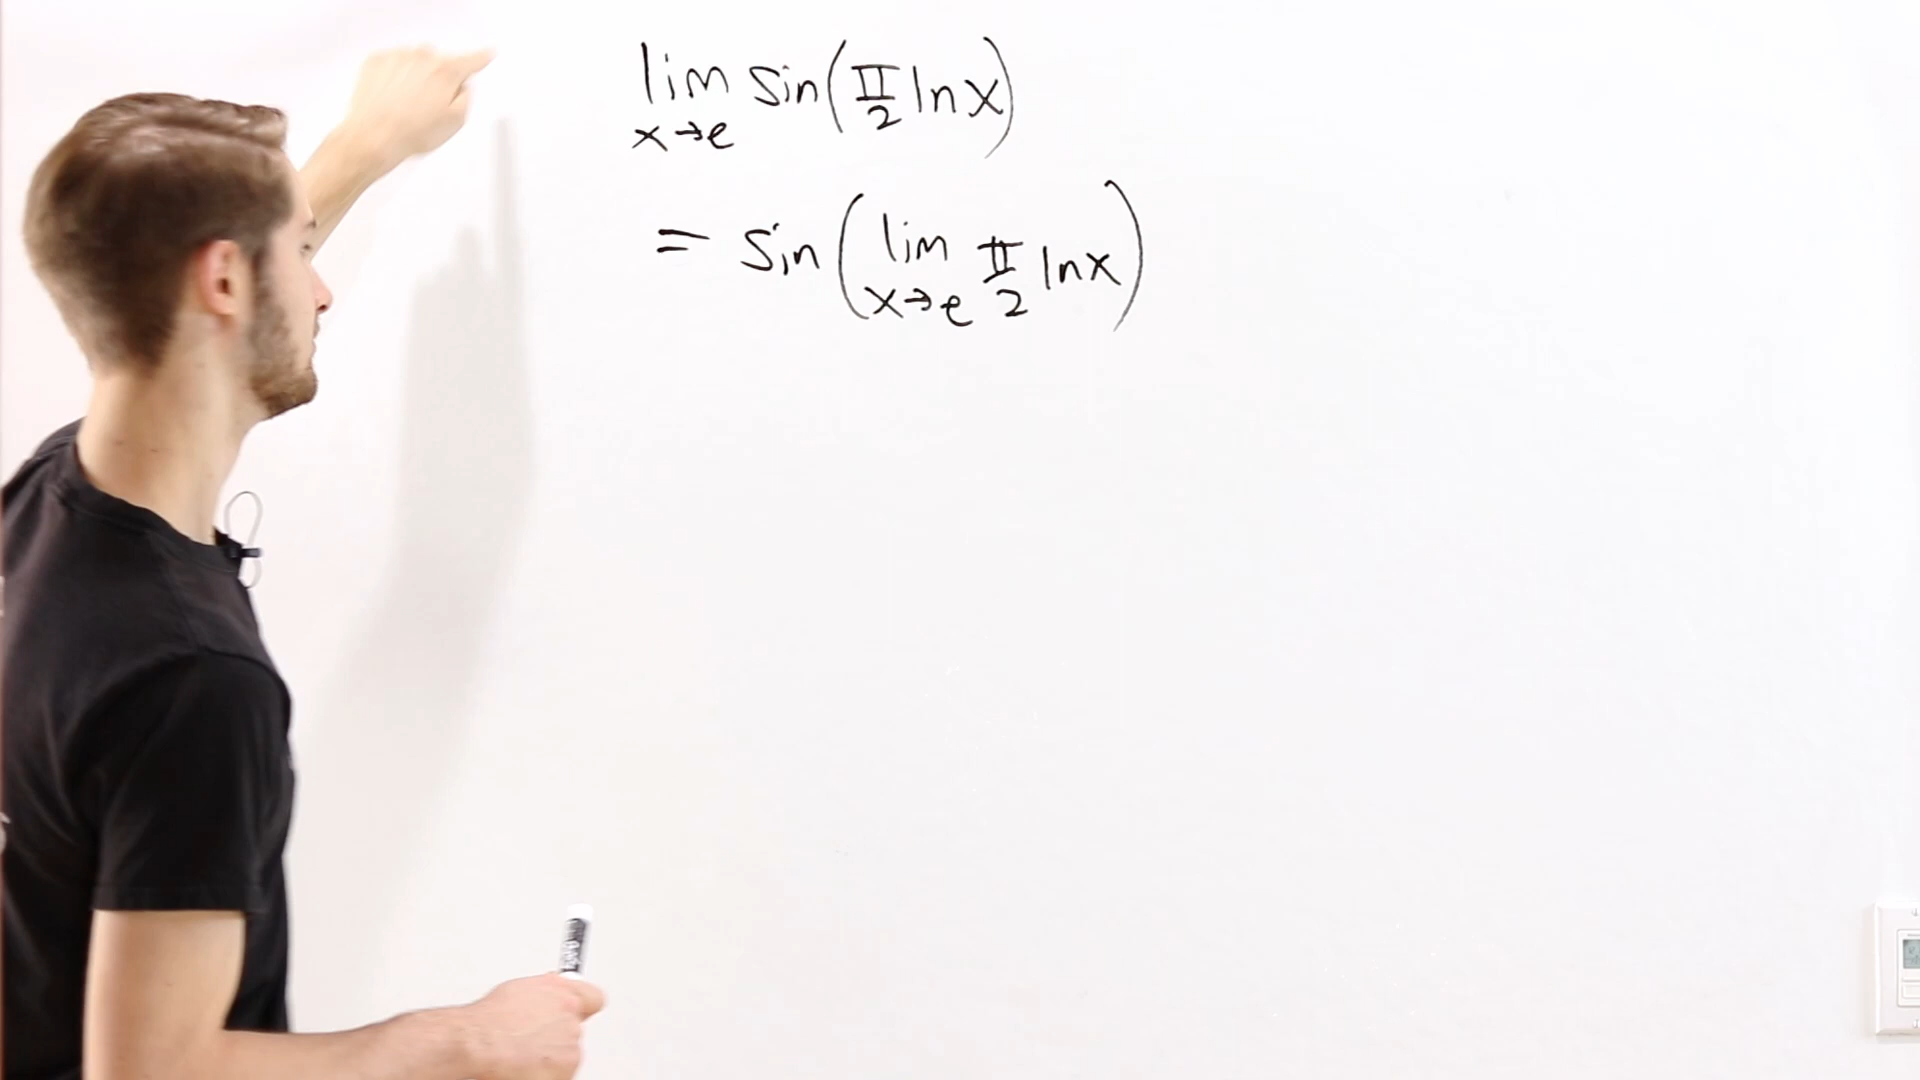 lim sin(π/2 ln x)
x→e
= sin(lim π/2 ln x)
x→e